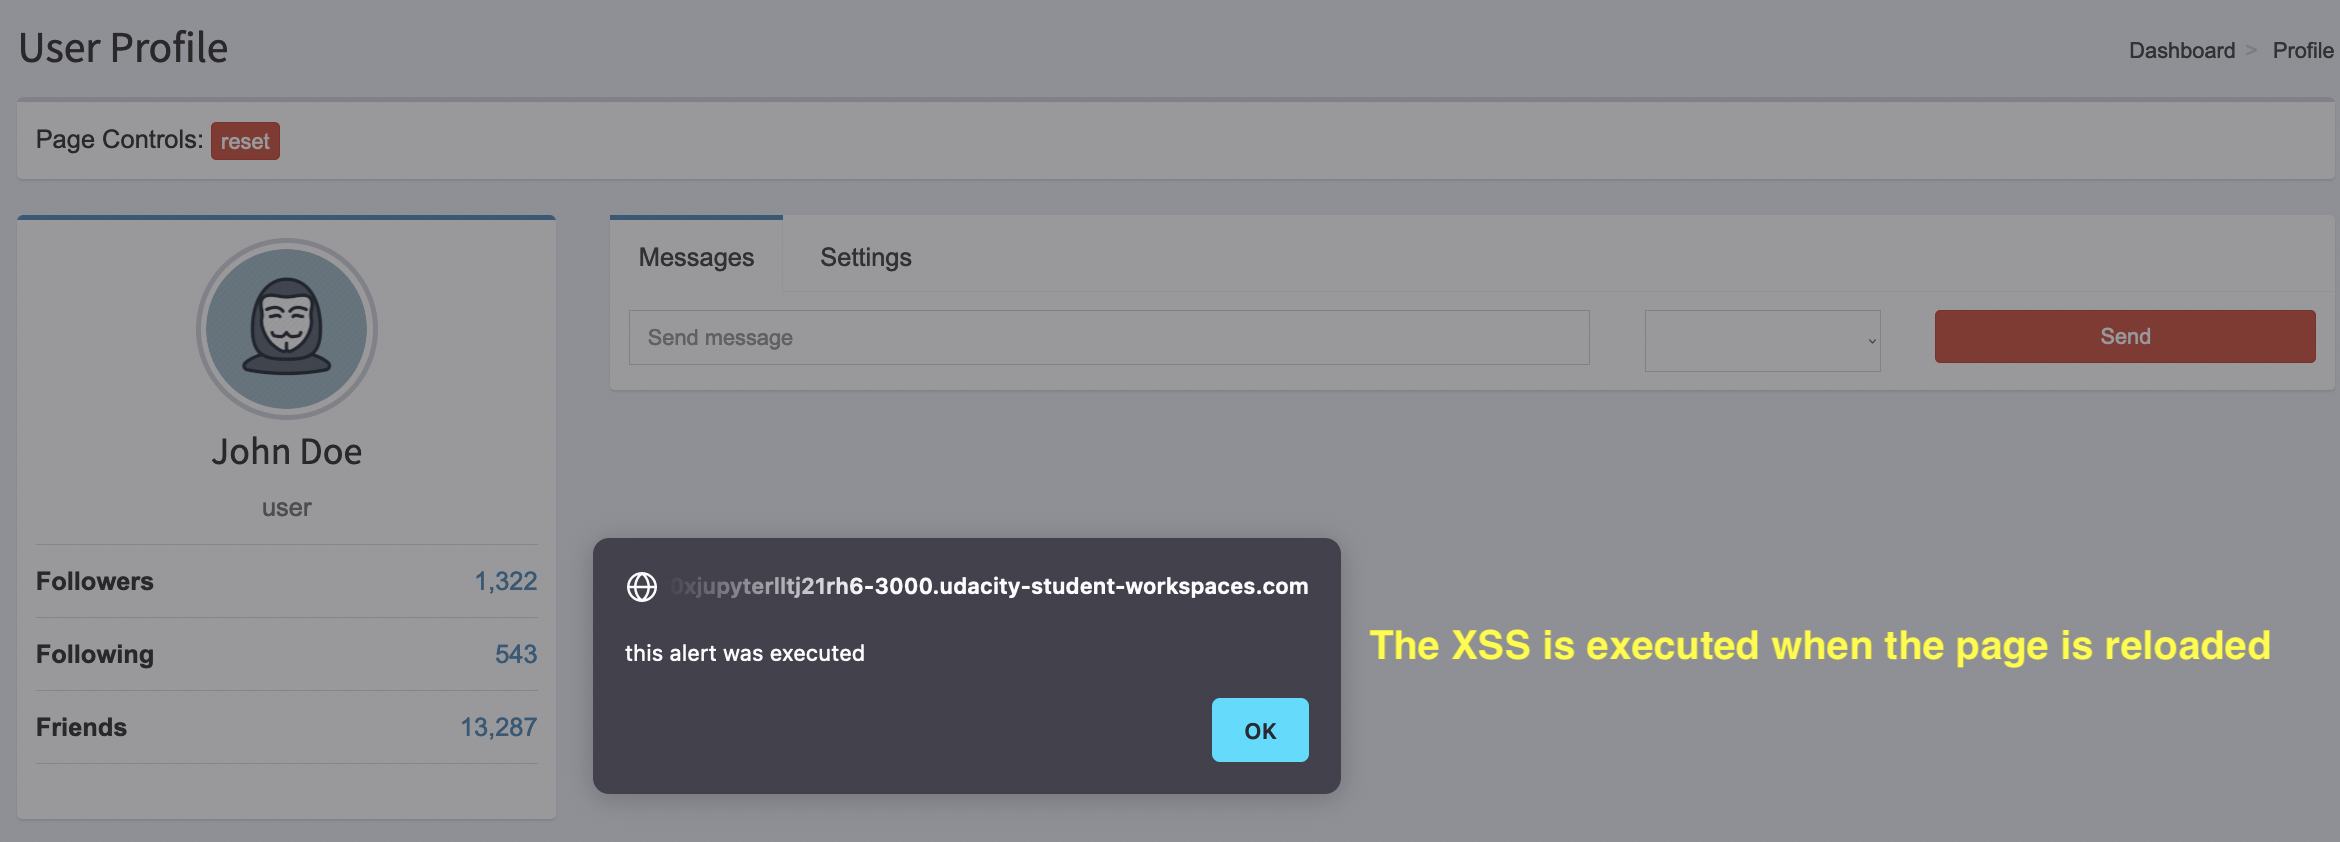 User Profile
Dashboard > Profile
Page Controls: reset
Messages Settings
Send message
Send
John Doe
user
Followers 1,322
Following 543
Friends 13,287
0xjupyterlltj21rh6-3000.udacity-student-workspaces.com
this alert was executed
OK
The XSS is executed when the page is reloaded